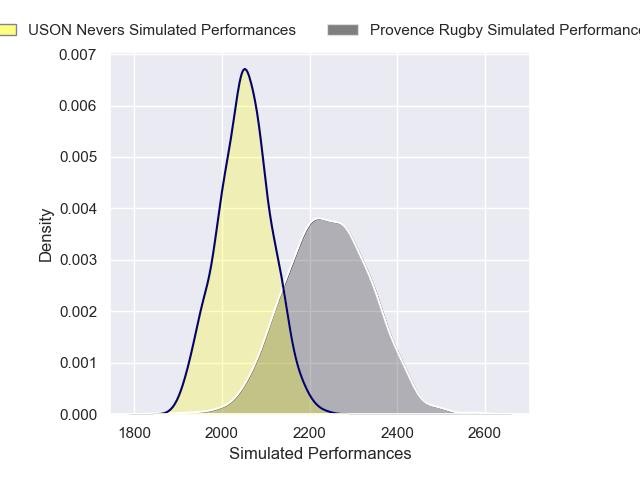 USON Nevers Simulated Performances
Provence Rugby Simulated Performance
0.007
0.006
0.005
0.004
0.003
0.002
0.001
0.000
Density
1800 2000 2200 2400 2600
Simulated Performances